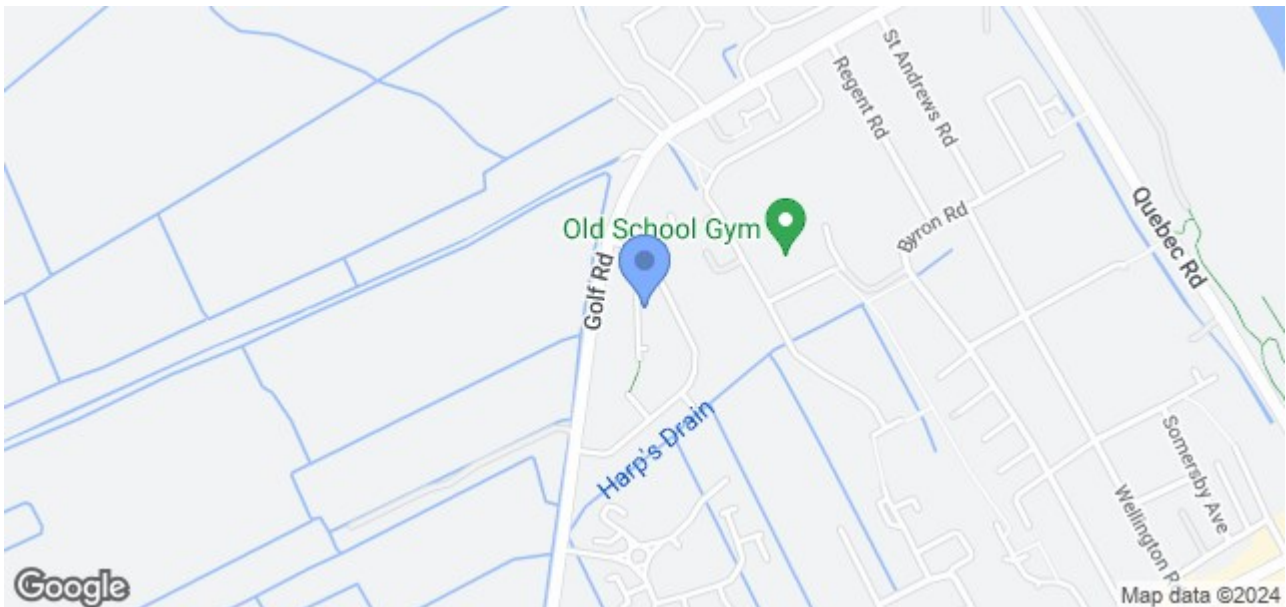 St Andrews Rd
Regent Rd
Quebec Rd
Byron Rd
Old School Gym
Golf Rd
Harp's Drain
Somersby Ave
Wellington R
Google
Map data ©2024